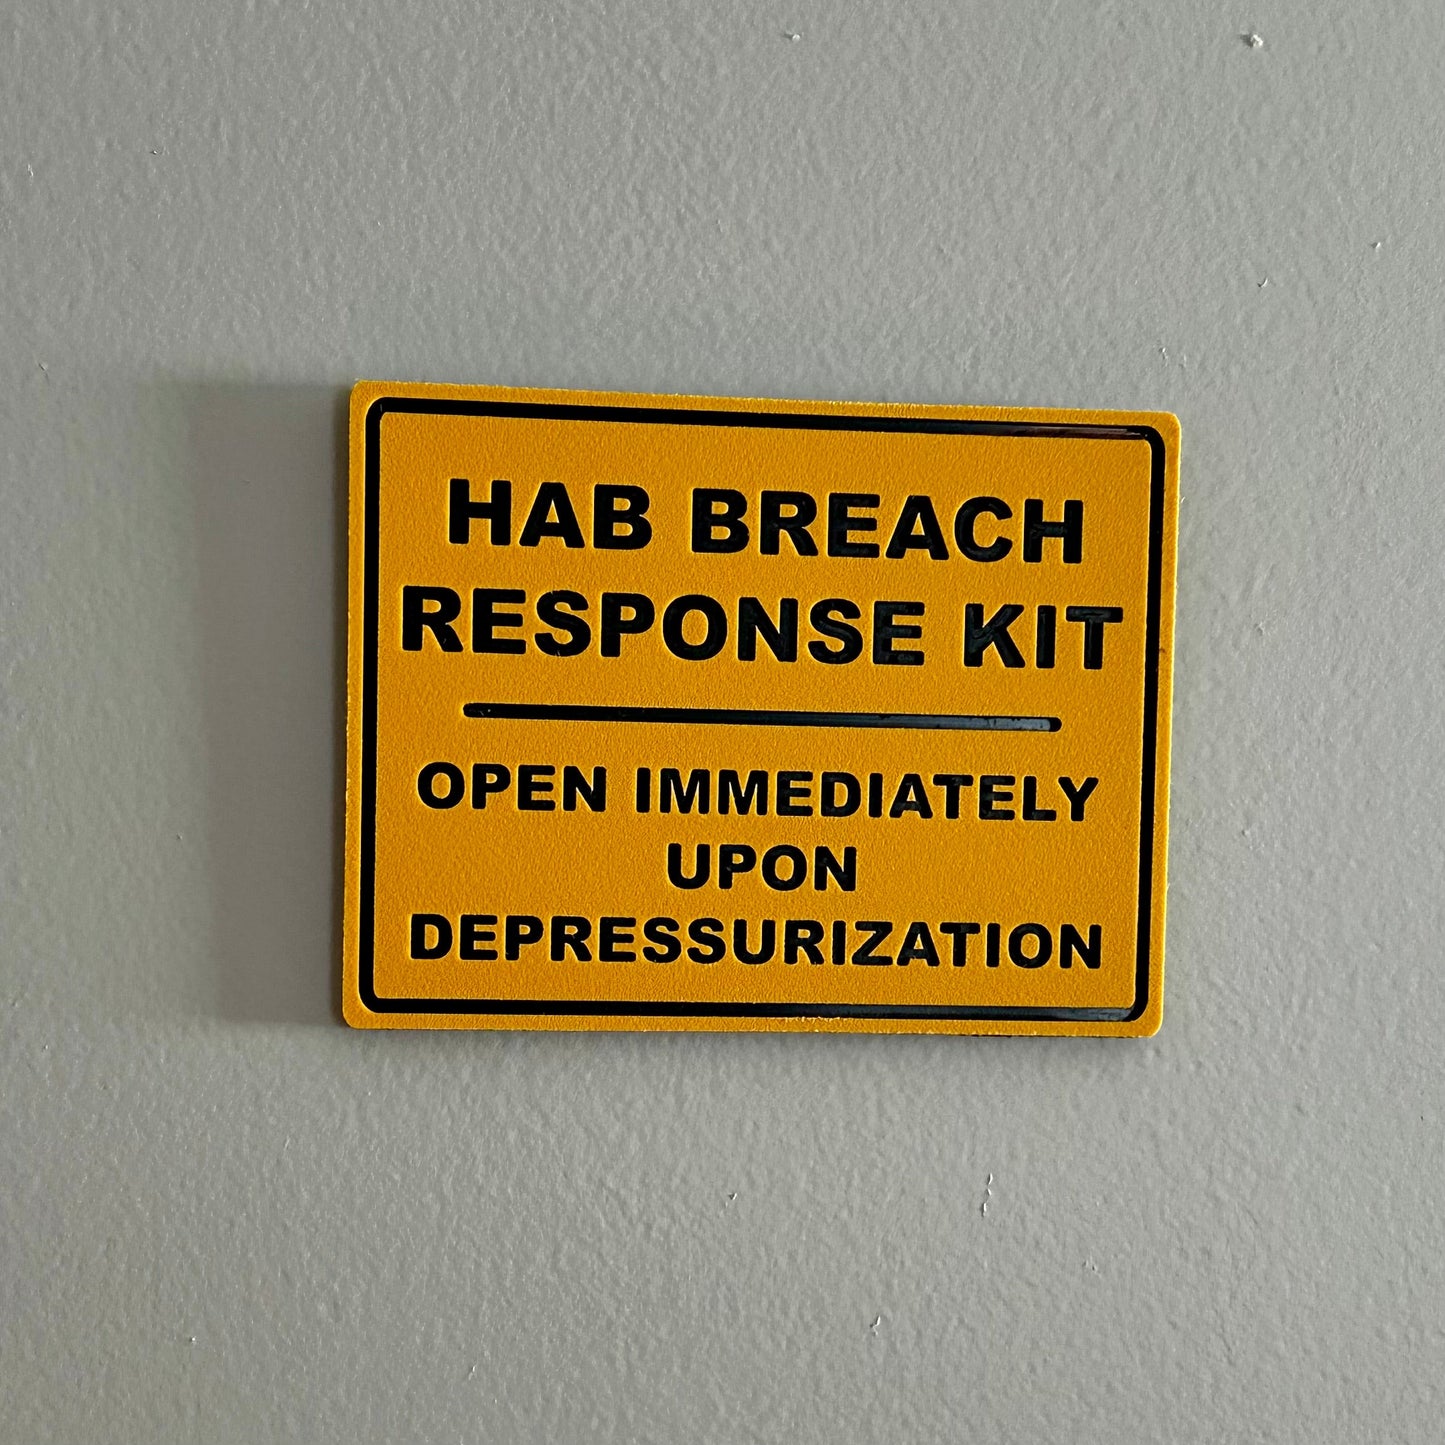 HAB BREACH
RESPONSE KIT
OPEN IMMEDIATELY
UPON
DEPRESSURIZATION